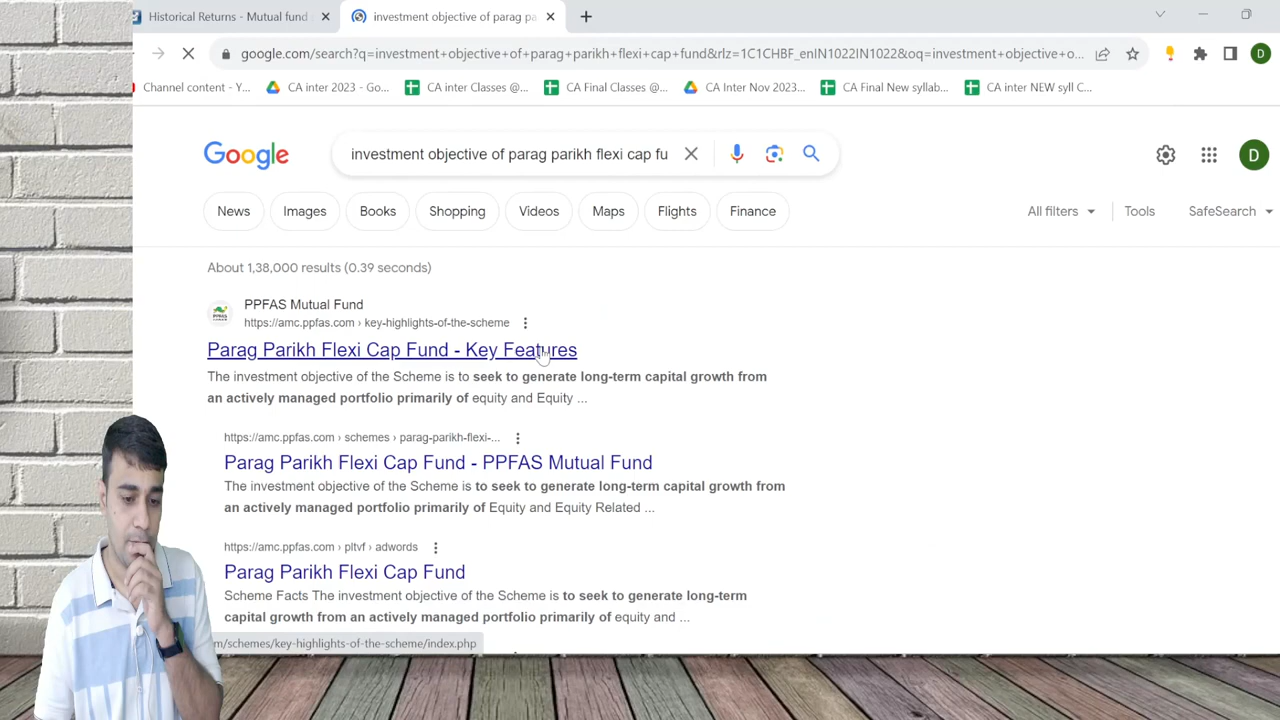 Historical Returns - Mutual fund
investment objective of parag pa
google.com/search?q=investment+objective+of+parag+parikh+flexi+cap+fund&rlz=1C1CHBF_enIN1022IN1022&oq=investment+objective+o...
D
Channel content - Y...
CA inter 2023 - Go...
CA inter Classes @...
CA Final Classes @...
CA Inter Nov 2023...
CA Final New syllab...
CA inter NEW syll C...
Google
investment objective of parag parikh flexi cap fu
D
News
Images
Books
Shopping
Videos
Maps
Flights
Finance
All filters
Tools
SafeSearch
About 1,38,000 results (0.39 seconds)
PPFAS Mutual Fund
https://amc.ppfas.com › key-highlights-of-the-scheme
Parag Parikh Flexi Cap Fund - Key Features
The investment objective of the Scheme is to seek to generate long-term capital growth from
an actively managed portfolio primarily of equity and Equity ...
https://amc.ppfas.com › schemes › parag-parikh-flexi-...
Parag Parikh Flexi Cap Fund - PPFAS Mutual Fund
The investment objective of the Scheme is to seek to generate long-term capital growth from
an actively managed portfolio primarily of Equity and Equity Related ...
https://amc.ppfas.com › pltvf › adwords
Parag Parikh Flexi Cap Fund
Scheme Facts The investment objective of the Scheme is to seek to generate long-term
capital growth from an actively managed portfolio primarily of equity and ...
m/schemes/key-highlights-of-the-scheme/index.php